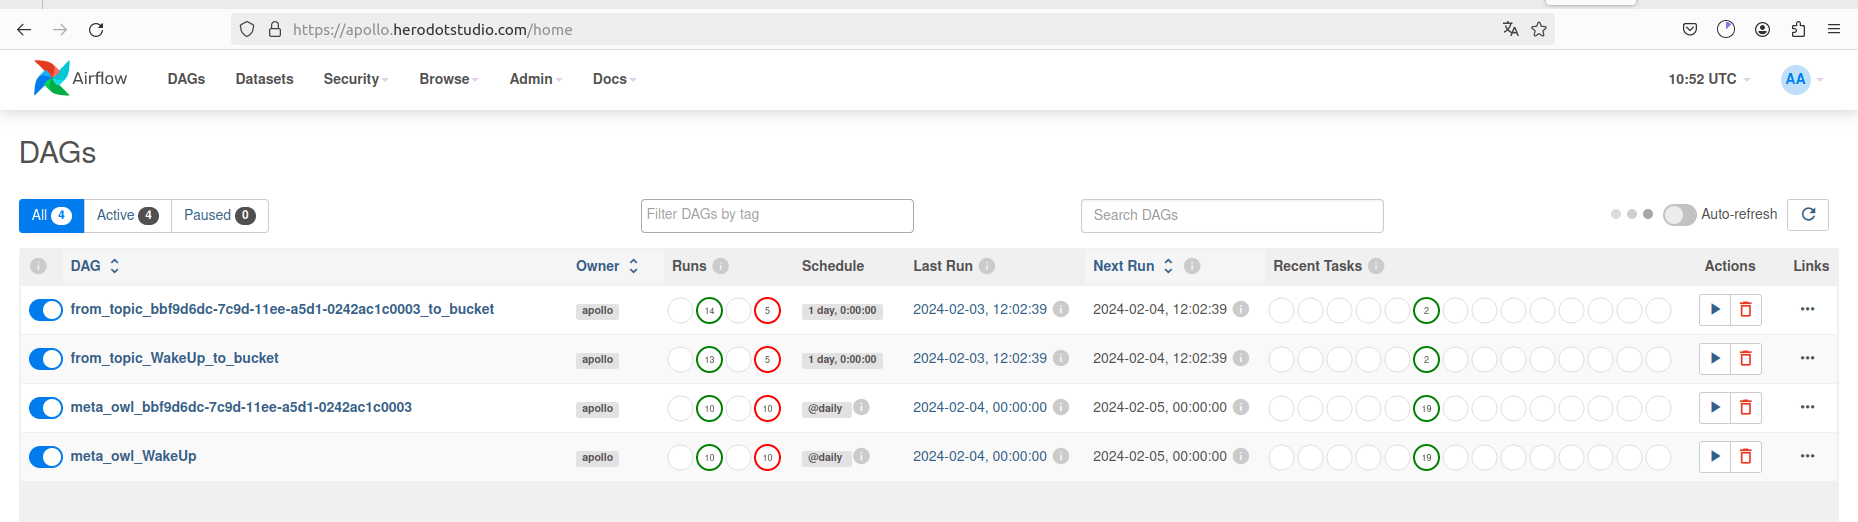 https://apollo.herodotstudio.com/home
Airflow DAGs Datasets Security Browse Admin Docs 10:52 UTC AA
DAGs
All 4 Active 4 Paused 0 Filter DAGs by tag Search DAGs Auto-refresh
i DAG Owner Runs i Schedule Last Run i Next Run i Recent Tasks i Actions Links
from_topic_bbf9d6dc-7c9d-11ee-a5d1-0242ac1c0003_to_bucket apollo 14 5 1 day, 0:00:00 2024-02-03, 12:02:39 i 2024-02-04, 12:02:39 i 2
from_topic_WakeUp_to_bucket apollo 13 5 1 day, 0:00:00 2024-02-03, 12:02:39 i 2024-02-04, 12:02:39 i 2
meta_owl_bbf9d6dc-7c9d-11ee-a5d1-0242ac1c0003 apollo 10 10 @daily i 2024-02-04, 00:00:00 i 2024-02-05, 00:00:00 i 19
meta_owl_WakeUp apollo 10 10 @daily i 2024-02-04, 00:00:00 i 2024-02-05, 00:00:00 i 19